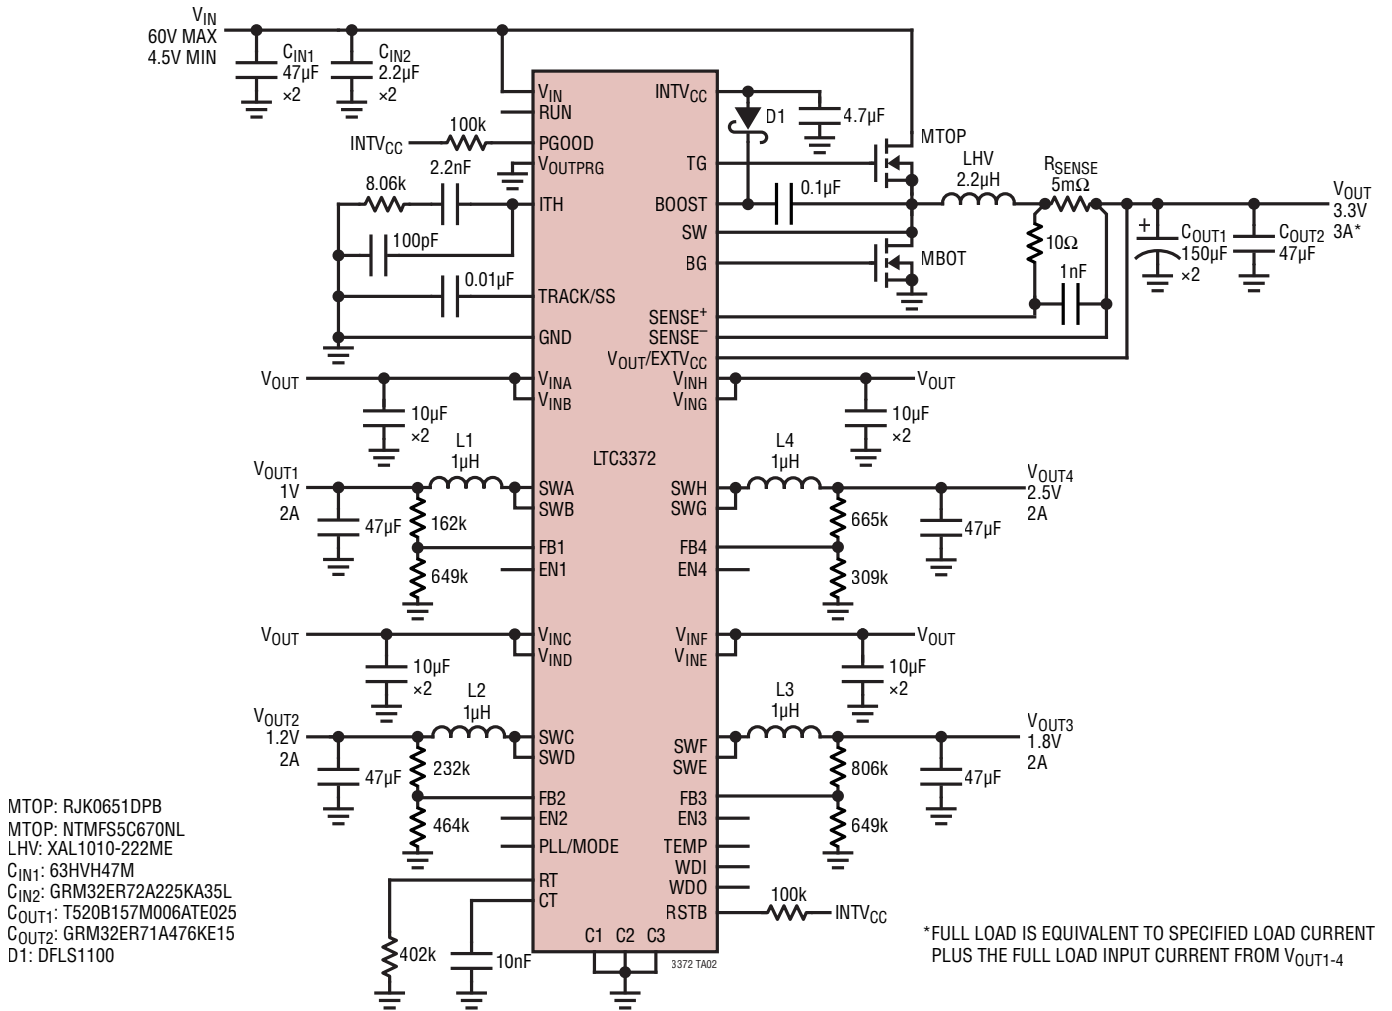 VIN
60V MAX
4.5V MIN
CIN1
47µF
×2
CIN2
2.2µF
×2
VIN
RUN
INTVCC
100k
PGOOD
VOUTPRG
8.06k
2.2nF
ITH
100pF
0.01µF
TRACK/SS
GND
INTVCC
D1
4.7µF
TG
MTOP
BOOST
0.1µF
SW
BG
MBOT
LHV
2.2µH
RSENSE
5mΩ
10Ω
1nF
SENSE+
SENSE–
VOUT/EXTVCC
COUT1
150µF
×2
+
COUT2
47µF
VOUT
3.3V
3A*
VOUT
VINA
VINB
10µF
×2
VINH
VING
VOUT
10µF
×2
LTC3372
VOUT1
1V
2A
L1
1µH
SWA
SWB
47µF
162k
FB1
649k
EN1
L4
1µH
SWH
SWG
VOUT4
2.5V
2A
665k
47µF
FB4
309k
EN4
VOUT
VINC
VIND
10µF
×2
VINF
VINE
VOUT
10µF
×2
VOUT2
1.2V
2A
L2
1µH
SWC
SWD
47µF
232k
FB2
464k
EN2
PLL/MODE
L3
1µH
SWF
SWE
VOUT3
1.8V
2A
806k
47µF
FB3
649k
EN3
TEMP
WDI
WDO
RSTB
100k
INTVCC
RT
CT
402k
10nF
C1 C2 C3
3372 TA02
MTOP: RJK0651DPB
MTOP: NTMFS5C670NL
LHV: XAL1010-222ME
CIN1: 63HVH47M
CIN2: GRM32ER72A225KA35L
COUT1: T520B157M006ATE025
COUT2: GRM32ER71A476KE15
D1: DFLS1100
*FULL LOAD IS EQUIVALENT TO SPECIFIED LOAD CURRENT
PLUS THE FULL LOAD INPUT CURRENT FROM VOUT1-4